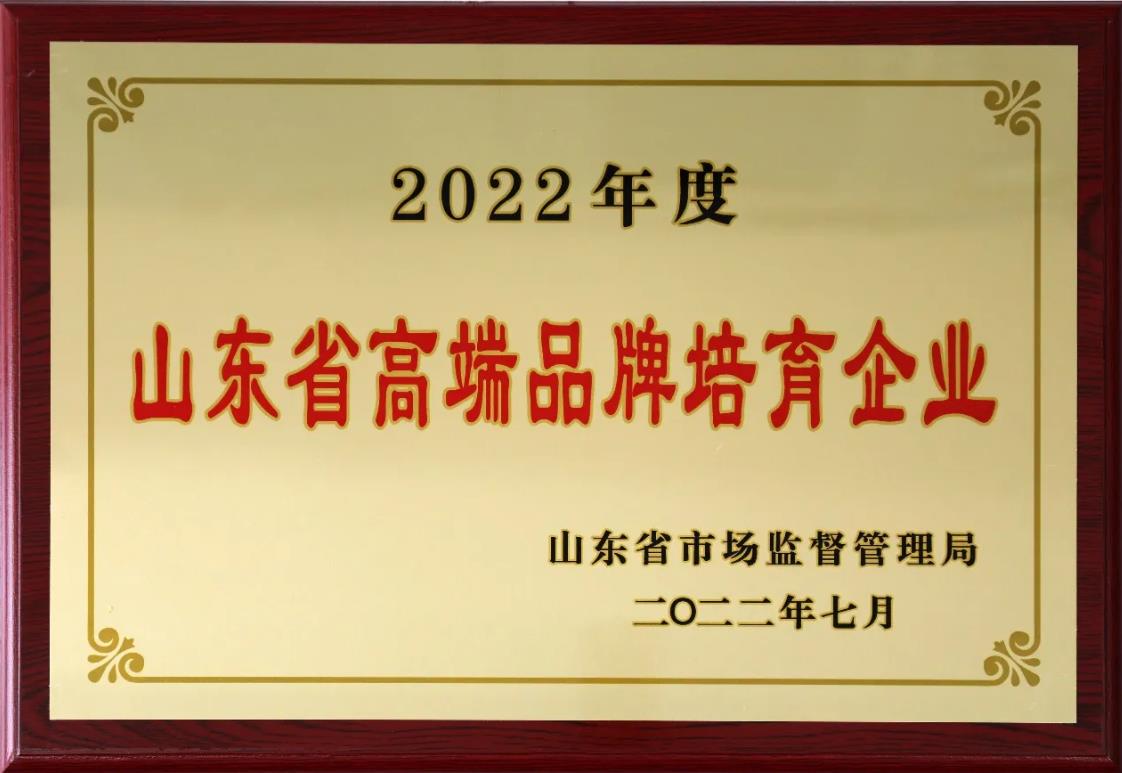 2022年度
山东省高端品牌培育企业
山东省市场监督管理局
二〇二二年七月